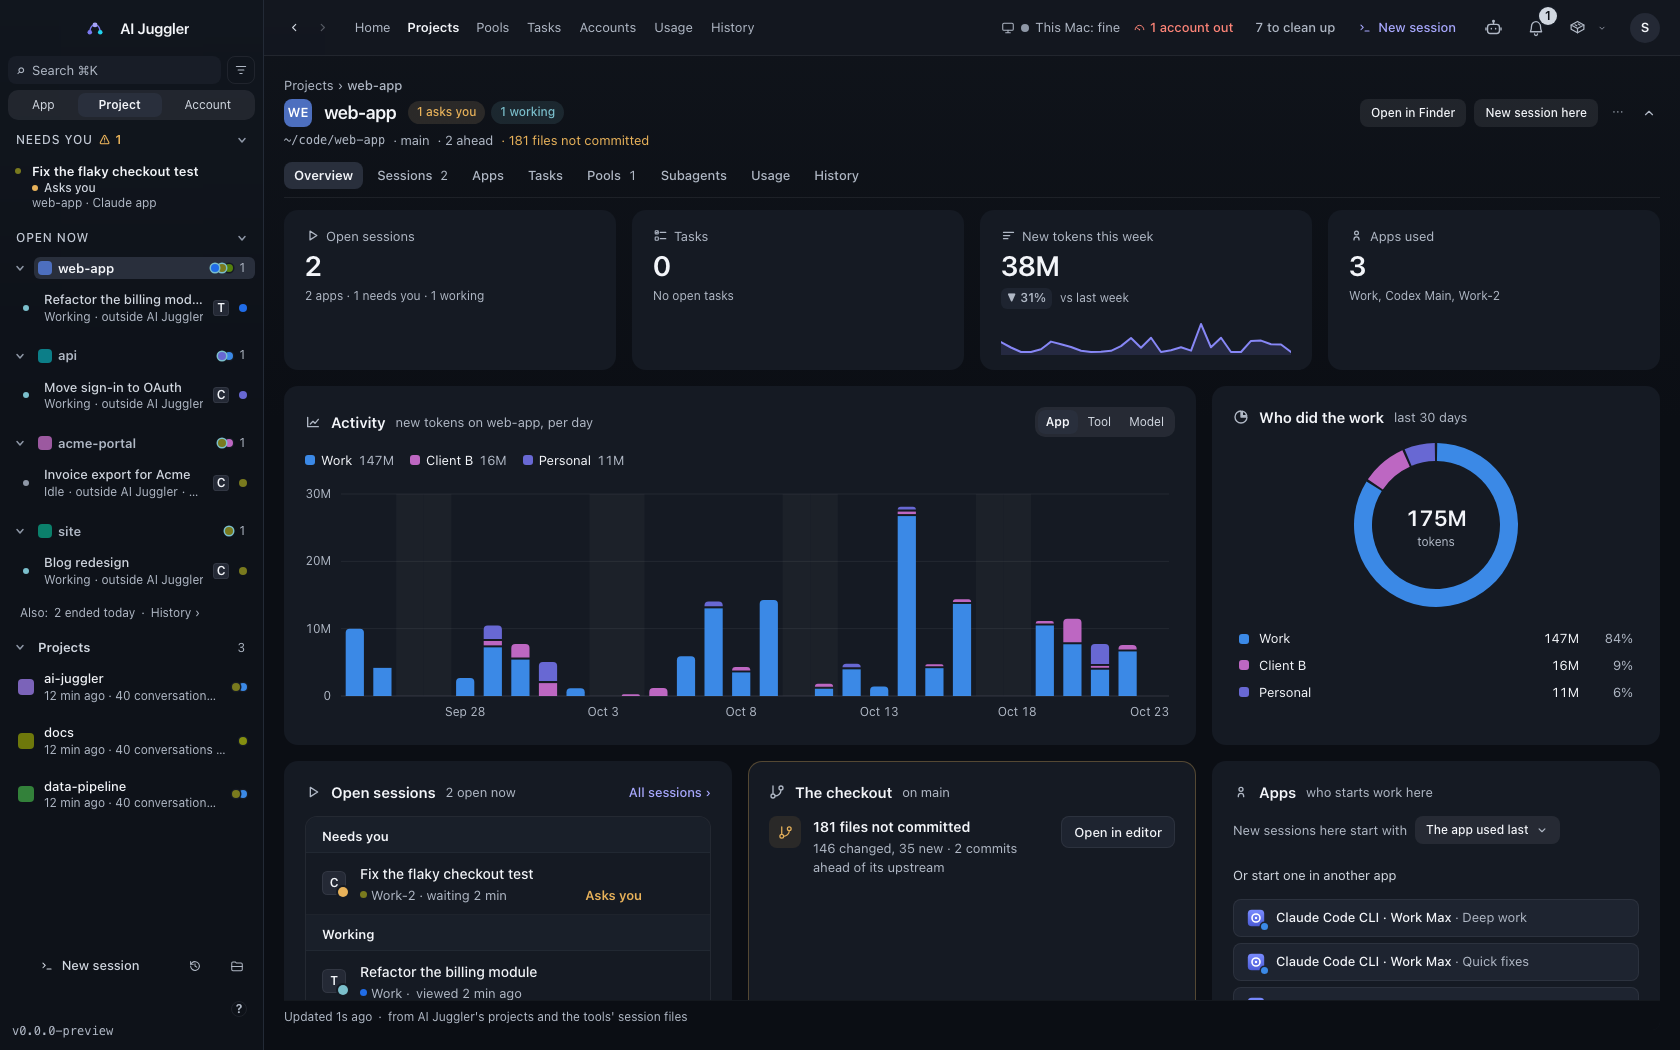 AI Juggler
Search ⌘K
App Project Account
NEEDS YOU 1
Fix the flaky checkout test
Asks you
web-app · Claude app
OPEN NOW
web-app 1
Refactor the billing mod... T
Working · outside AI Juggler
api 1
Move sign-in to OAuth C
Working · outside AI Juggler
acme-portal 1
Invoice export for Acme C
Idle · outside AI Juggler · ...
site 1
Blog redesign C
Working · outside AI Juggler
Also: 2 ended today · History ›
Projects 3
ai-juggler
12 min ago · 40 conversation...
docs
12 min ago · 40 conversations ...
data-pipeline
12 min ago · 40 conversation...
New session
?
v0.0.0-preview
Home Projects Pools Tasks Accounts Usage History
This Mac: fine 1 account out 7 to clean up New session 1 S
Projects › web-app
WE web-app 1 asks you 1 working
Open in Finder New session here ...
~/code/web-app · main · 2 ahead · 181 files not committed
Overview Sessions 2 Apps Tasks Pools 1 Subagents Usage History
Open sessions
2
2 apps · 1 needs you · 1 working
Tasks
0
No open tasks
New tokens this week
38M
▼ 31% vs last week
Apps used
3
Work, Codex Main, Work-2
Activity new tokens on web-app, per day
App Tool Model
Work 147M Client B 16M Personal 11M
30M
20M
10M
0
Sep 28 Oct 3 Oct 8 Oct 13 Oct 18 Oct 23
Who did the work last 30 days
175M
tokens
Work 147M 84%
Client B 16M 9%
Personal 11M 6%
Open sessions 2 open now All sessions ›
Needs you
C Fix the flaky checkout test
Work-2 · waiting 2 min Asks you
Working
T Refactor the billing module
Work · viewed 2 min ago
The checkout on main
181 files not committed
146 changed, 35 new · 2 commits
ahead of its upstream
Open in editor
Apps who starts work here
New sessions here start with The app used last
Or start one in another app
Claude Code CLI · Work Max · Deep work
Claude Code CLI · Work Max · Quick fixes
Updated 1s ago · from AI Juggler's projects and the tools' session files